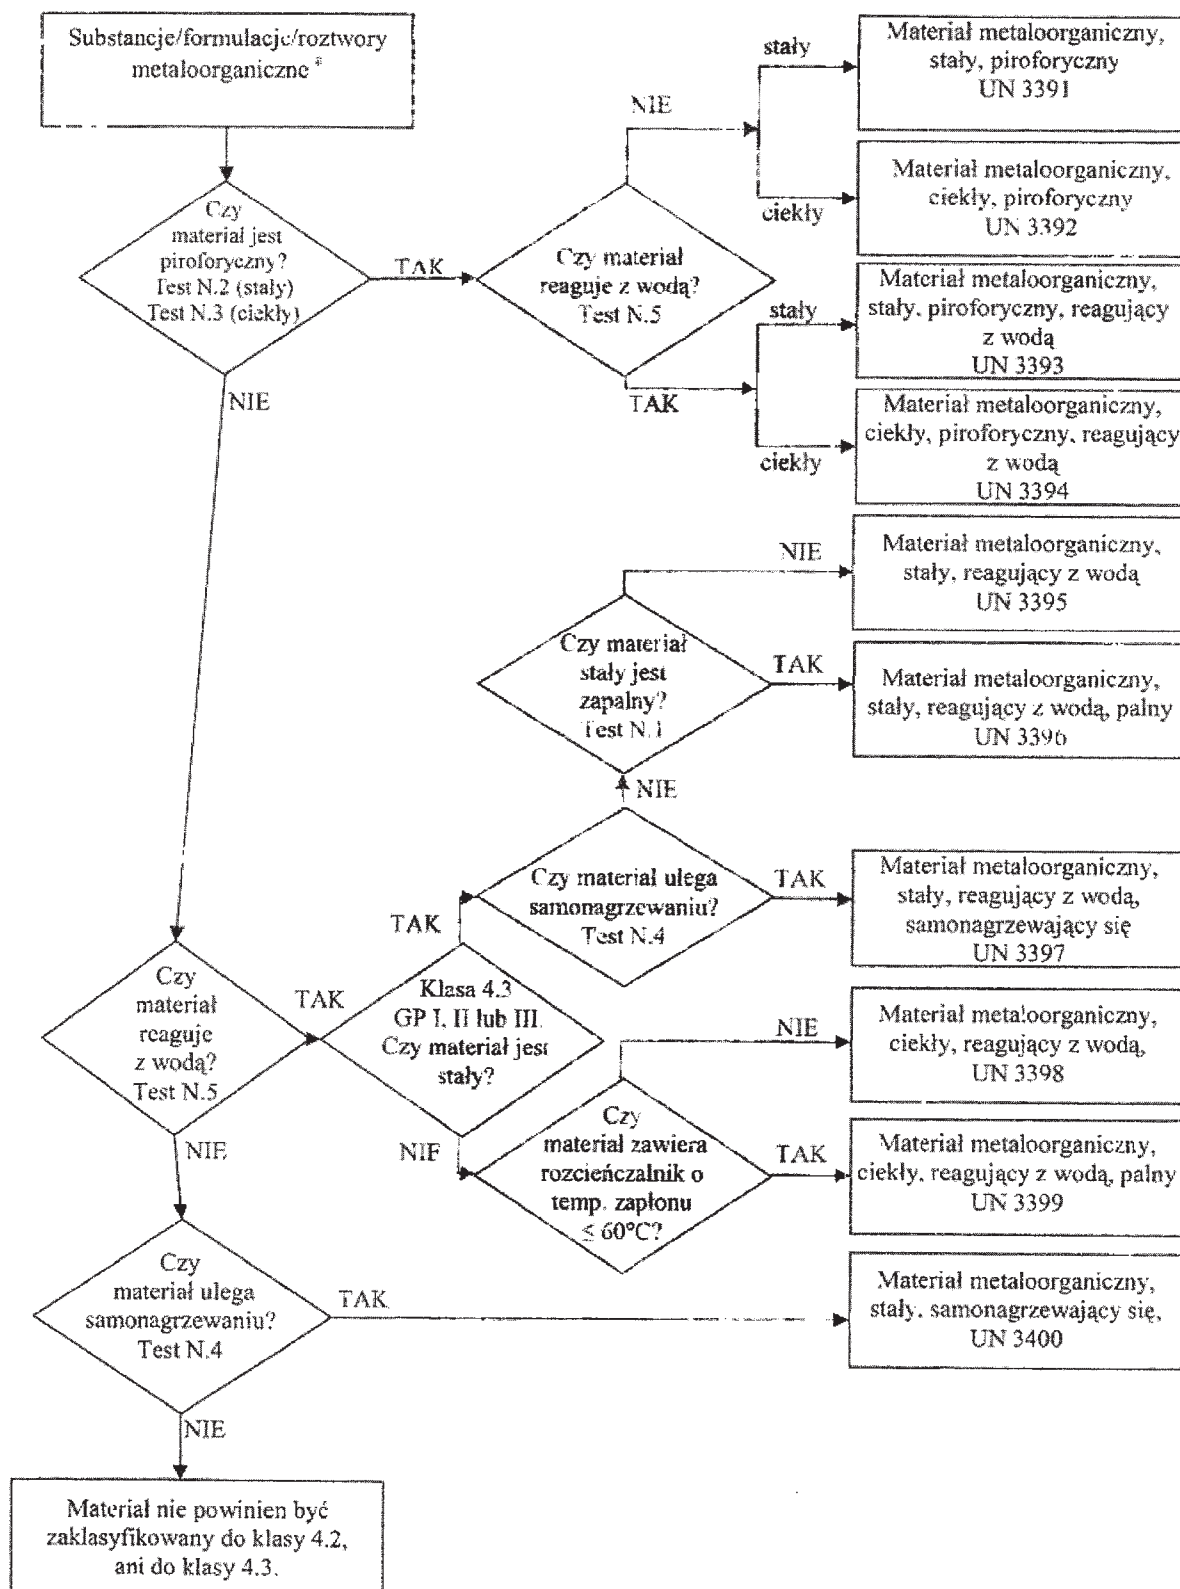 Substancje/formulacje/roztwory
metaloorganiczne *
Czy
materiał jest
piroforyczny?
Test N.2 (stały)
Test N.3 (ciekły)
TAK
NIE
Czy materiał
reaguje z wodą?
Test N.5
NIE
stały
ciekły
Materiał metaloorganiczny,
stały, piroforyczny
UN 3391
Materiał metaloorganiczny,
ciekły, piroforyczny
UN 3392
TAK
stały
ciekły
Materiał metaloorganiczny,
stały, piroforyczny, reagujący
z wodą
UN 3393
Materiał metaloorganiczny,
ciekły, piroforyczny, reagujący
z wodą
UN 3394
NIE
Materiał metaloorganiczny,
stały, reagujący z wodą
UN 3395
Czy materiał
stały jest
zapalny?
Test N.1
TAK
Materiał metaloorganiczny,
stały, reagujący z wodą, palny
UN 3396
NIE
Czy materiał ulega
samonagrzewaniu?
Test N.4
TAK
Materiał metaloorganiczny,
stały, reagujący z wodą,
samonagrzewający się
UN 3397
TAK
Czy
materiał
reaguje
z wodą?
Test N.5
TAK
Klasa 4.3
GP I, II lub III.
Czy materiał jest
stały?
NIE
Materiał metaloorganiczny,
ciekły, reagujący z wodą,
UN 3398
NIE
Czy
materiał zawiera
rozcieńczalnik o
temp. zapłonu
≤ 60°C?
TAK
Materiał metaloorganiczny,
ciekły, reagujący z wodą, palny
UN 3399
NIE
Czy
materiał ulega
samonagrzewaniu?
Test N.4
TAK
Materiał metaloorganiczny,
stały, samonagrzewający się,
UN 3400
NIE
Materiał nie powinien być
zaklasyfikowany do klasy 4.2,
ani do klasy 4.3.